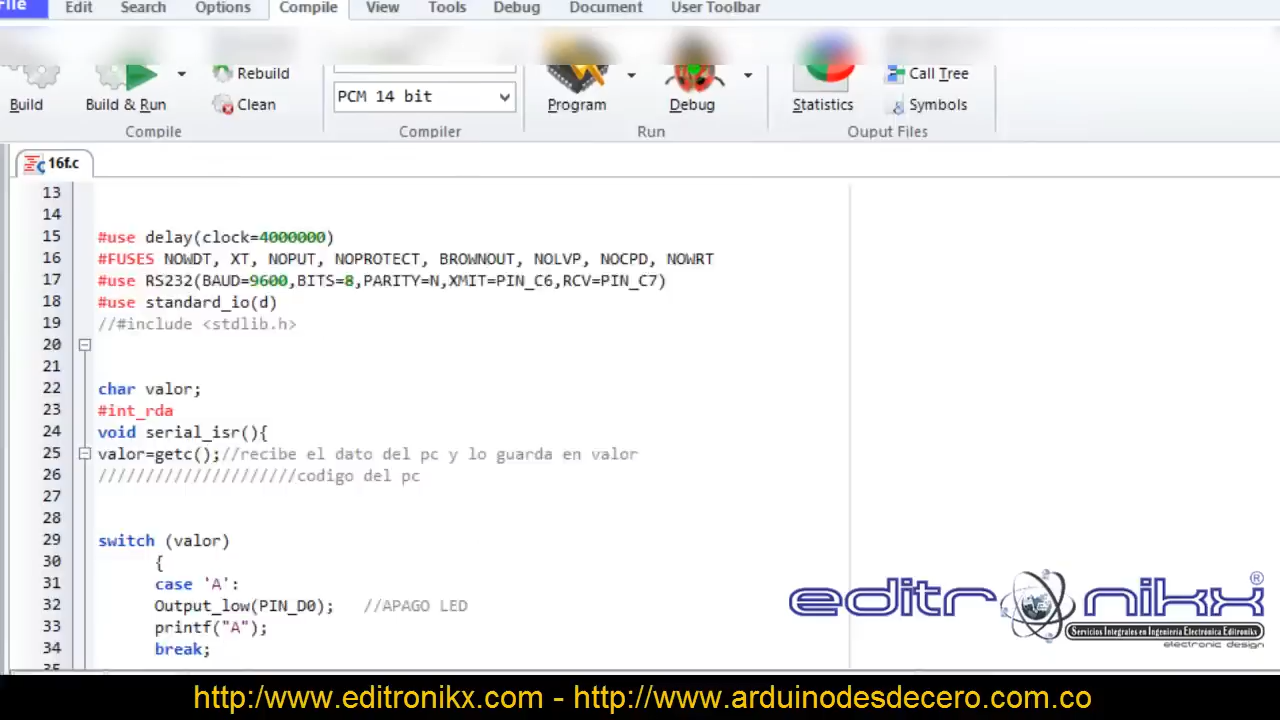 File Edit Search Options Compile View Tools Debug Document User Toolbar
Rebuild Call Tree
Build Build & Run Clean PCM 14 bit Program Debug Statistics Symbols
Compile Compiler Run Ouput Files
16f.c
13
14
15 #use delay(clock=4000000)
16 #FUSES NOWDT, XT, NOPUT, NOPROTECT, BROWNOUT, NOLVP, NOCPD, NOWRT
17 #use RS232(BAUD=9600,BITS=8,PARITY=N,XMIT=PIN_C6,RCV=PIN_C7)
18 #use standard_io(d)
19 //#include <stdlib.h>
20
21
22 char valor;
23 #int_rda
24 void serial_isr(){
25 valor=getc();//recibe el dato del pc y lo guarda en valor
26 /////////////////////codigo del pc
27
28
29 switch (valor)
30 {
31 case 'A':
32 Output_low(PIN_D0); //APAGO LED
33 printf("A");
34 break;
35
editronikx ®
Servicios Integrales en Ingeniería Electrónica Editronikx
electronic design
http:/www.editronikx.com - http://www.arduinodesdecero.com.co